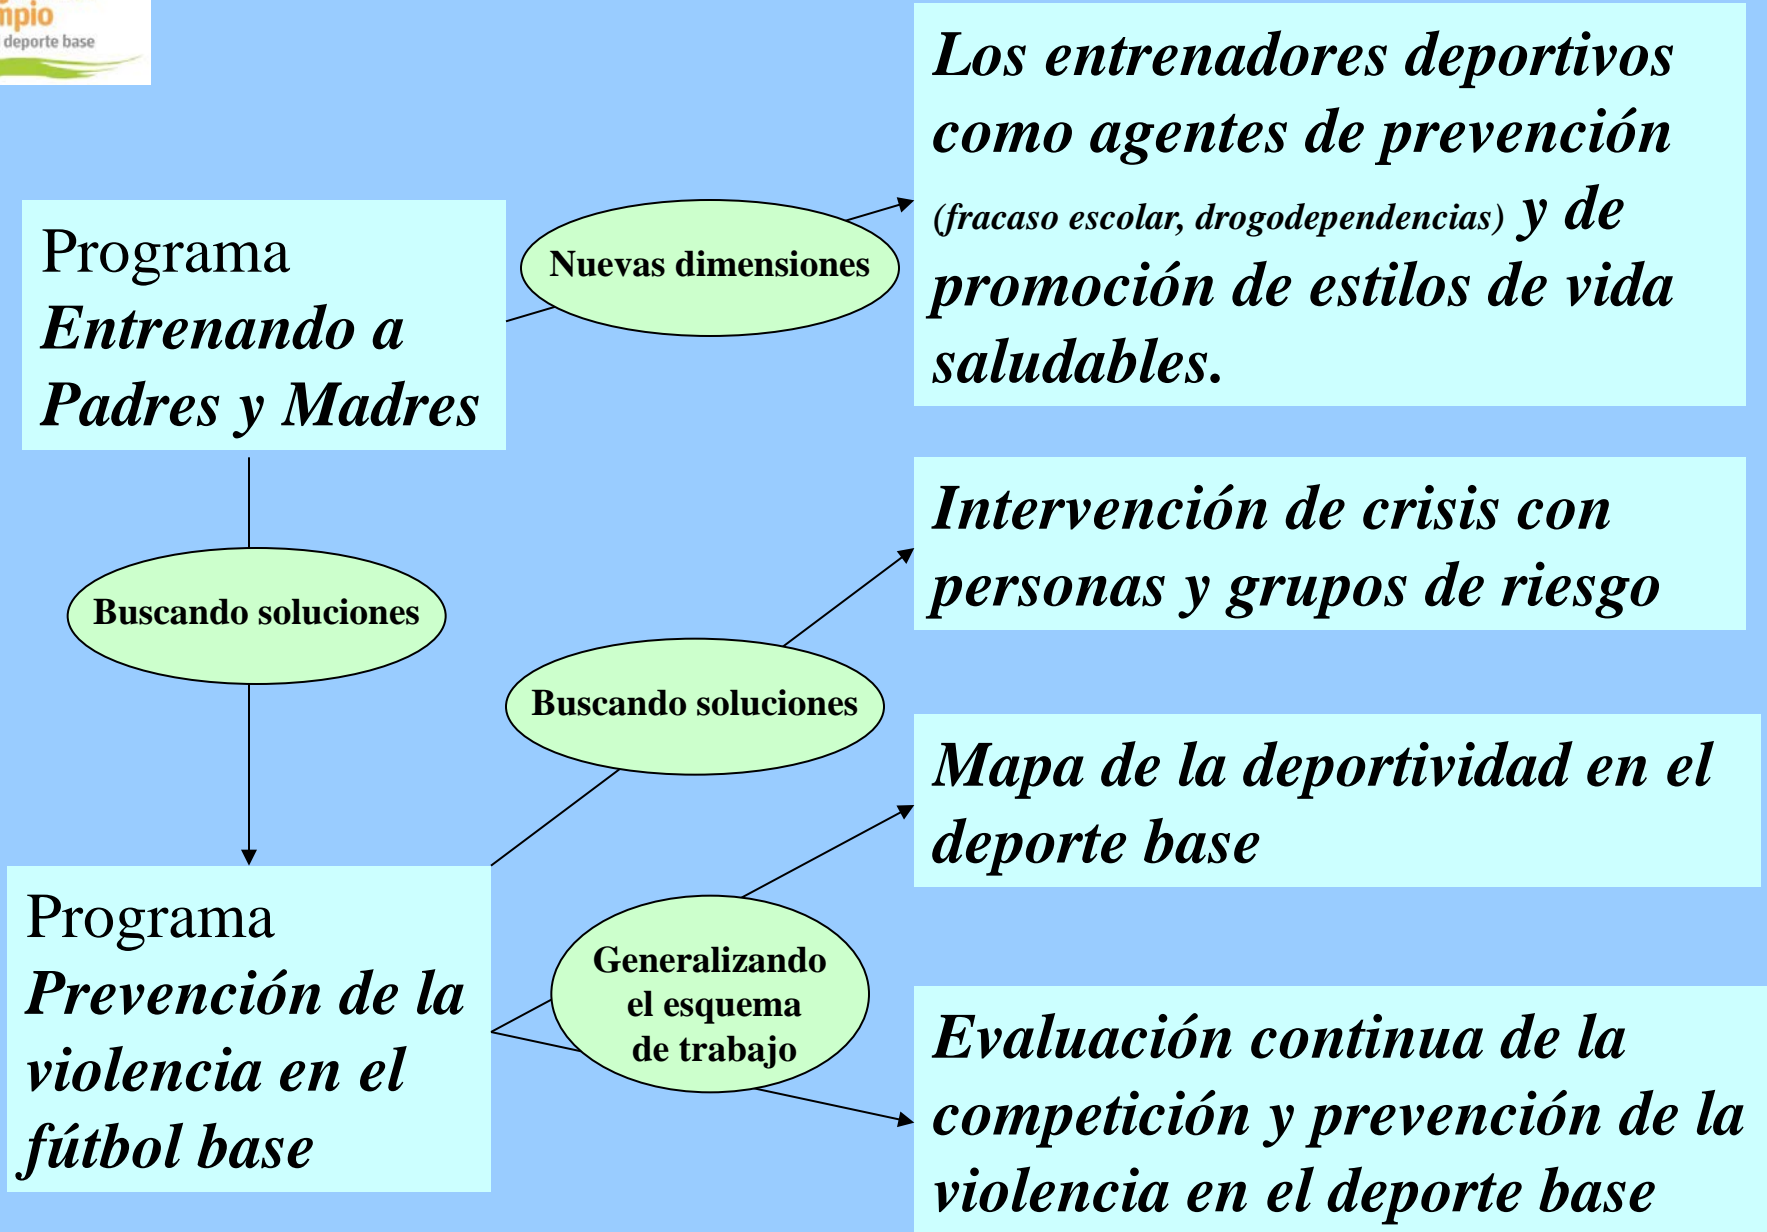 deporte base
Los entrenadores deportivos
como agentes de prevención
(fracaso escolar, drogodependencias) y de
promoción de estilos de vida
saludables.
Programa
Entrenando a
Padres y Madres
Nuevas dimensiones
Intervención de crisis con
personas y grupos de riesgo
Buscando soluciones
Buscando soluciones
Mapa de la deportividad en el
deporte base
Programa
Prevención de la
violencia en el
fútbol base
Generalizando
el esquema
de trabajo
Evaluación continua de la
competición y prevención de la
violencia en el deporte base